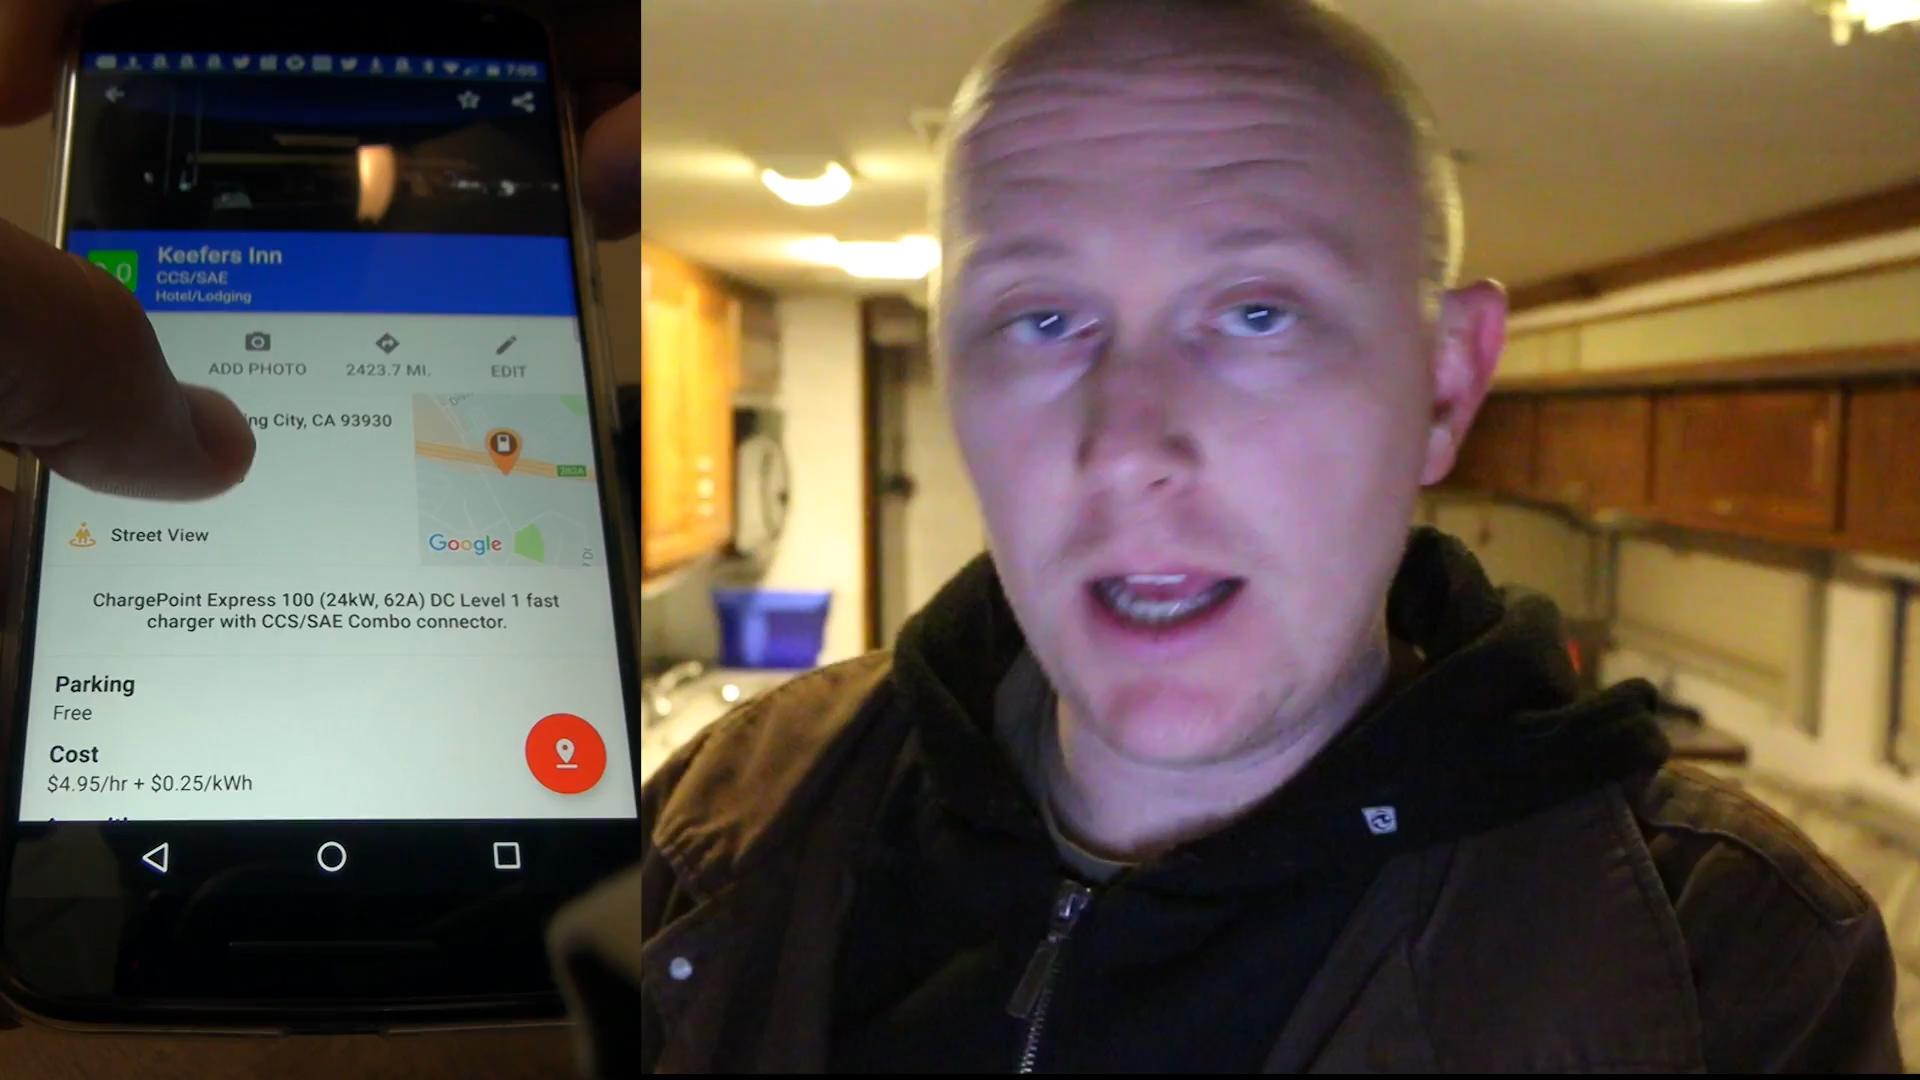 7:05
Keefers Inn
CCS/SAE
Hotel/Lodging
ADD PHOTO
2423.7 MI.
EDIT
ing City, CA 93930
Street View
Google
ChargePoint Express 100 (24kW, 62A) DC Level 1 fast
charger with CCS/SAE Combo connector.
Parking
Free
Cost
$4.95/hr + $0.25/kWh